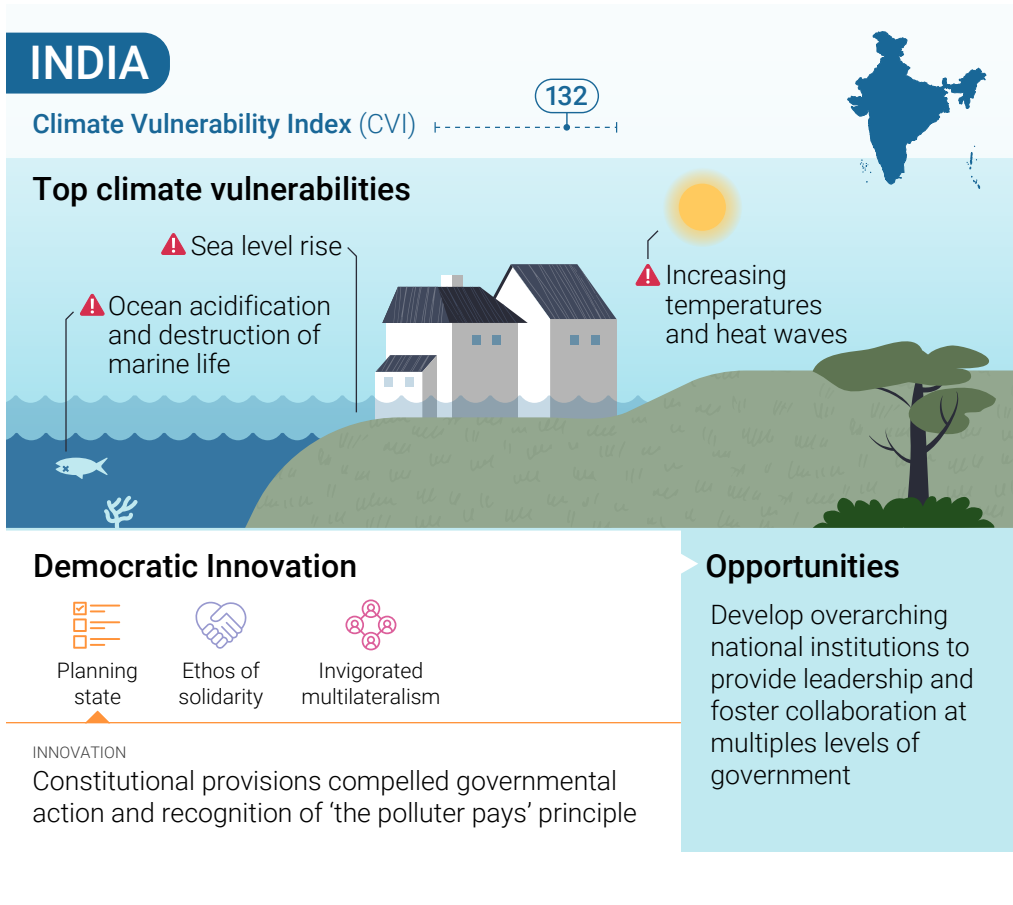 INDIA
Climate Vulnerability Index (CVI)
132
Top climate vulnerabilities
Sea level rise
Ocean acidification
and destruction of
marine life
Increasing
temperatures
and heat waves
Democratic Innovation
Planning
state
Ethos of
solidarity
Invigorated
multilateralism
INNOVATION
Constitutional provisions compelled governmental
action and recognition of ‘the polluter pays’ principle
Opportunities
Develop overarching
national institutions to
provide leadership and
foster collaboration at
multiples levels of
government